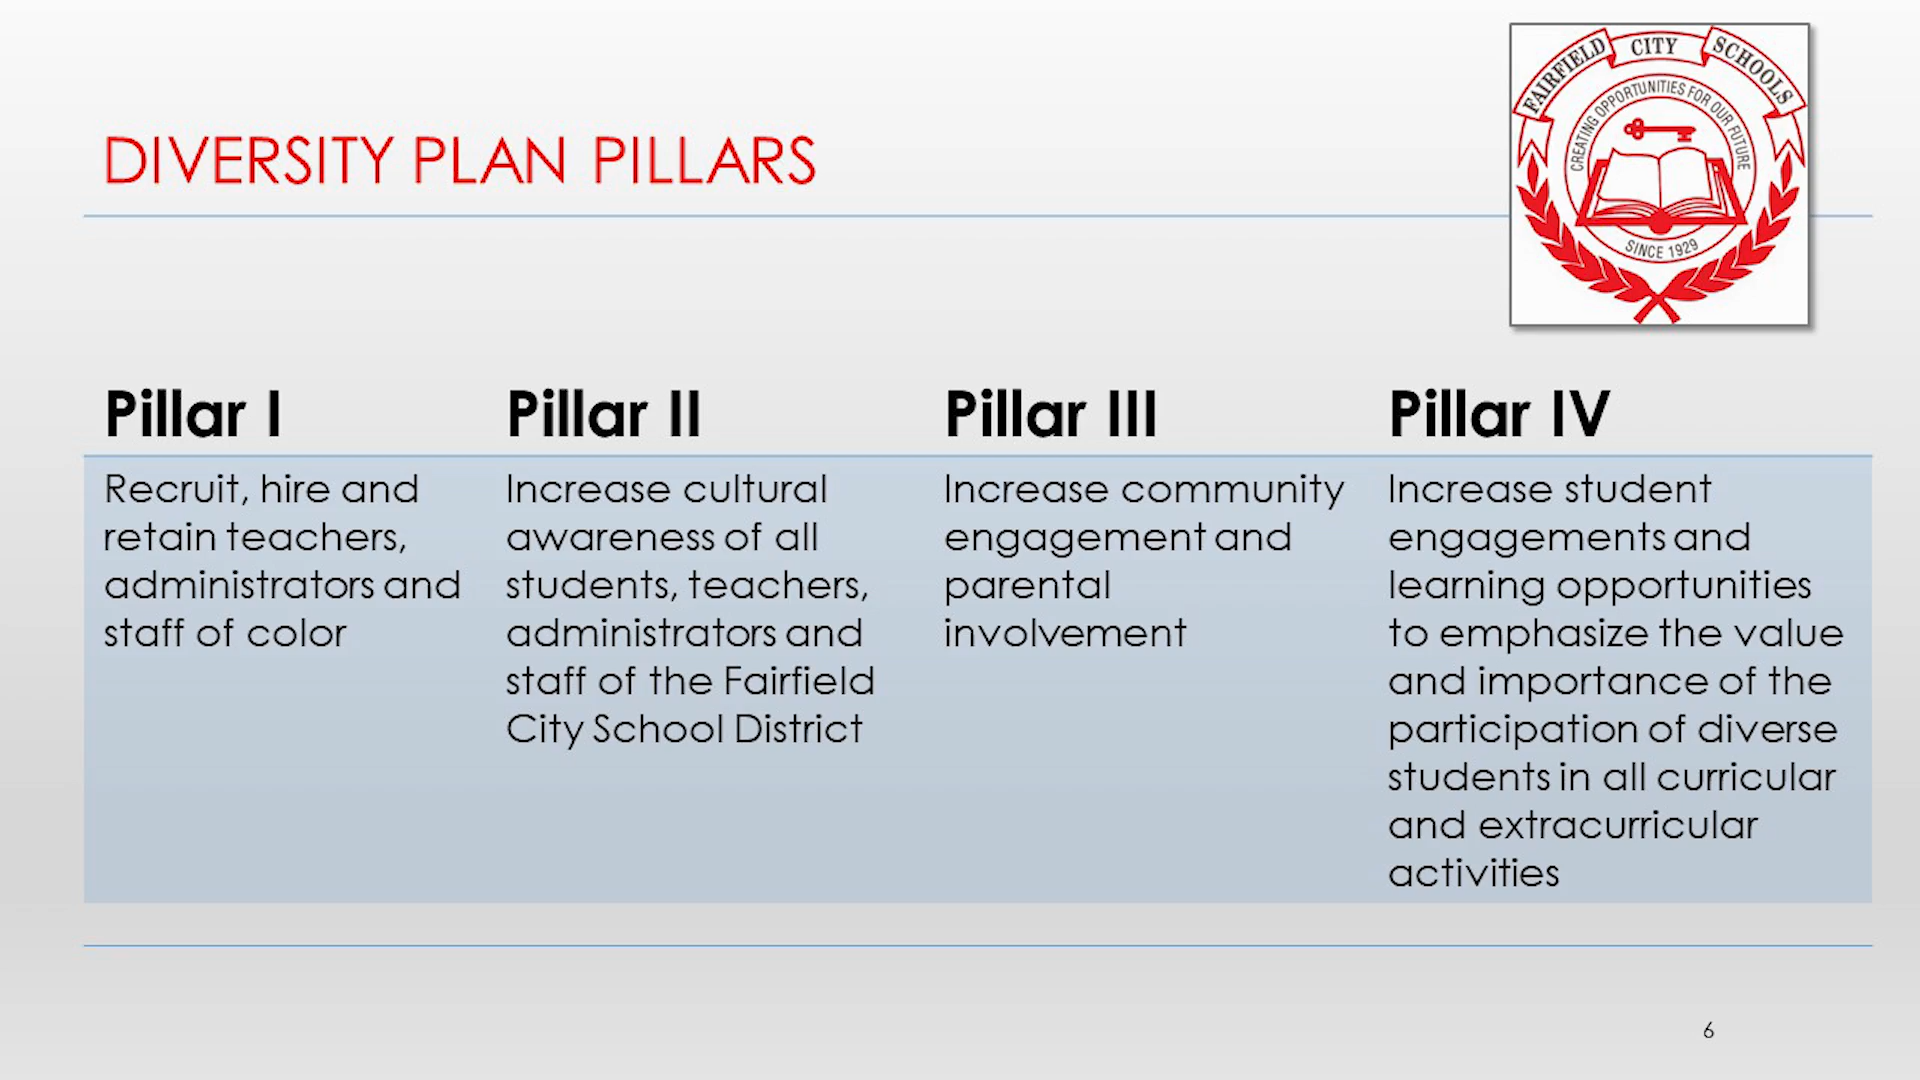 FAIRFIELD CITY SCHOOLS
CREATING OPPORTUNITIES FOR OUR FUTURE
SINCE 1929
DIVERSITY PLAN PILLARS
Pillar I
Recruit, hire and
retain teachers,
administrators and
staff of color
Pillar II
Increase cultural
awareness of all
students, teachers,
administrators and
staff of the Fairfield
City School District
Pillar III
Increase community
engagement and
parental
involvement
Pillar IV
Increase student
engagements and
learning opportunities
to emphasize the value
and importance of the
participation of diverse
students in all curricular
and extracurricular
activities
6